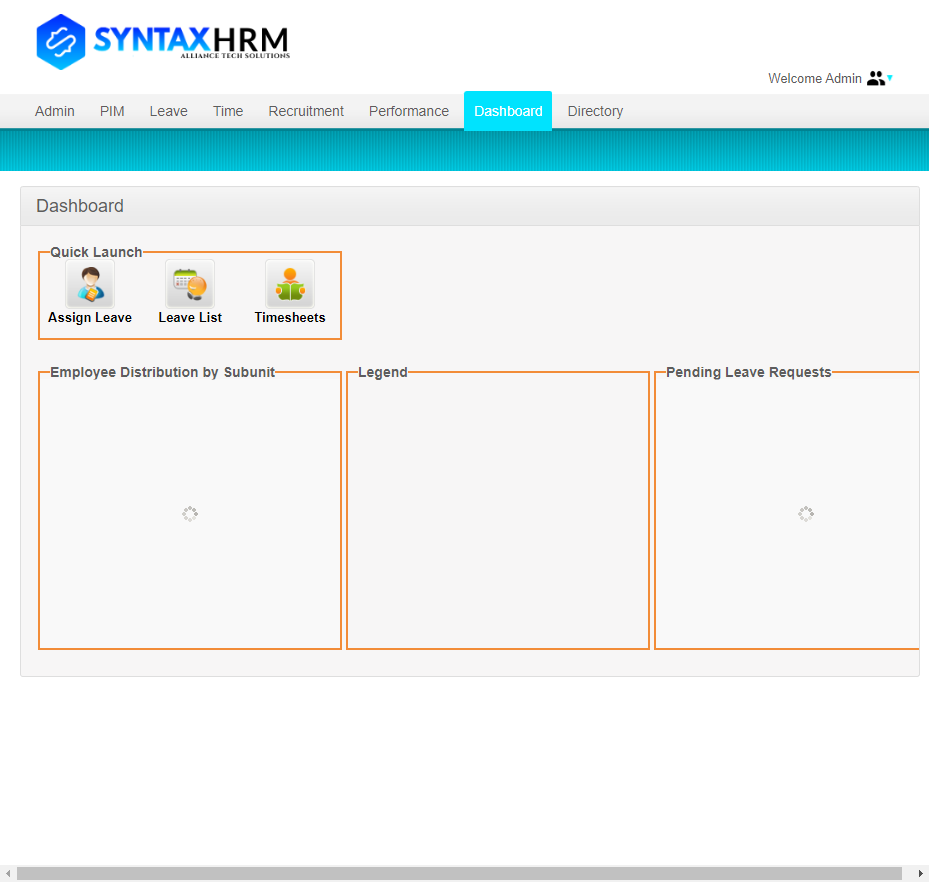 SYNTAXHRM
ALLIANCE TECH SOLUTIONS
Welcome Admin
Admin PIM Leave Time Recruitment Performance Dashboard Directory
Dashboard
Quick Launch
Assign Leave Leave List Timesheets
Employee Distribution by Subunit Legend Pending Leave Requests